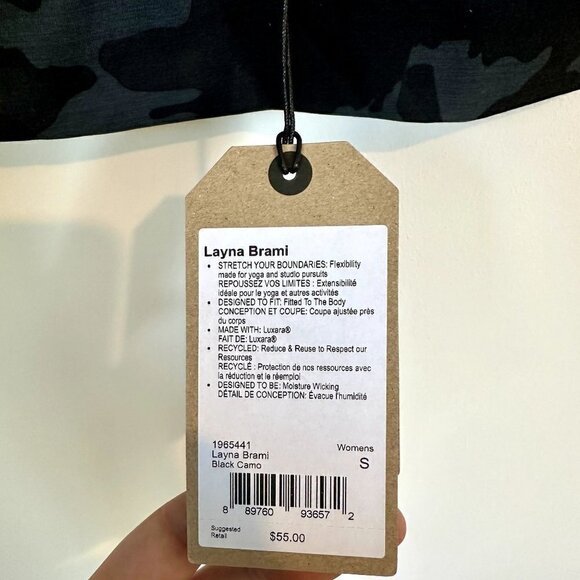 Layna Brami
• STRETCH YOUR BOUNDARIES: Flexibility
made for yoga and studio pursuits
REPOUSSEZ VOS LIMITES : Extensibilité
idéale pour le yoga et autres activités
• DESIGNED TO FIT: Fitted To The Body
CONCEPTION ET COUPE: Coupe ajustée près
du corps
• MADE WITH: Luxara®
FAIT DE: Luxara®
• RECYCLED: Reduce & Reuse to Respect our
Resources
RECYCLÉ : Protection de nos ressources avec
la réduction et le réemploi
• DESIGNED TO BE: Moisture Wicking
DÉTAIL DE CONCEPTION: Évacue l'humidité
1965441
Womens
Layna Brami
S
Black Camo
8 89760 93657 2
Suggested
Retail
$55.00